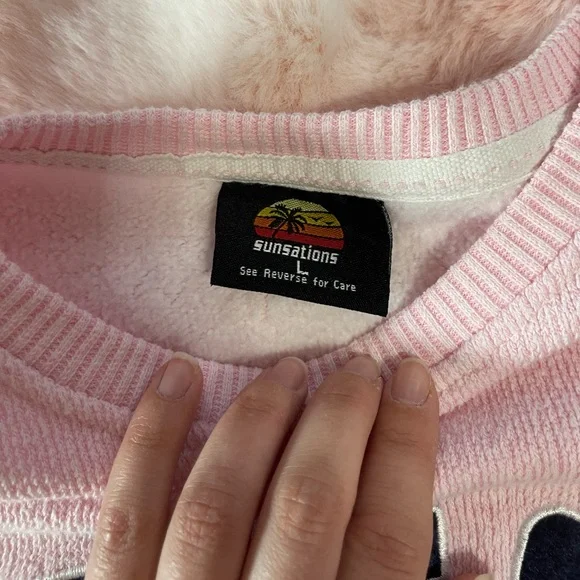 sunsations
L
See Reverse for Care